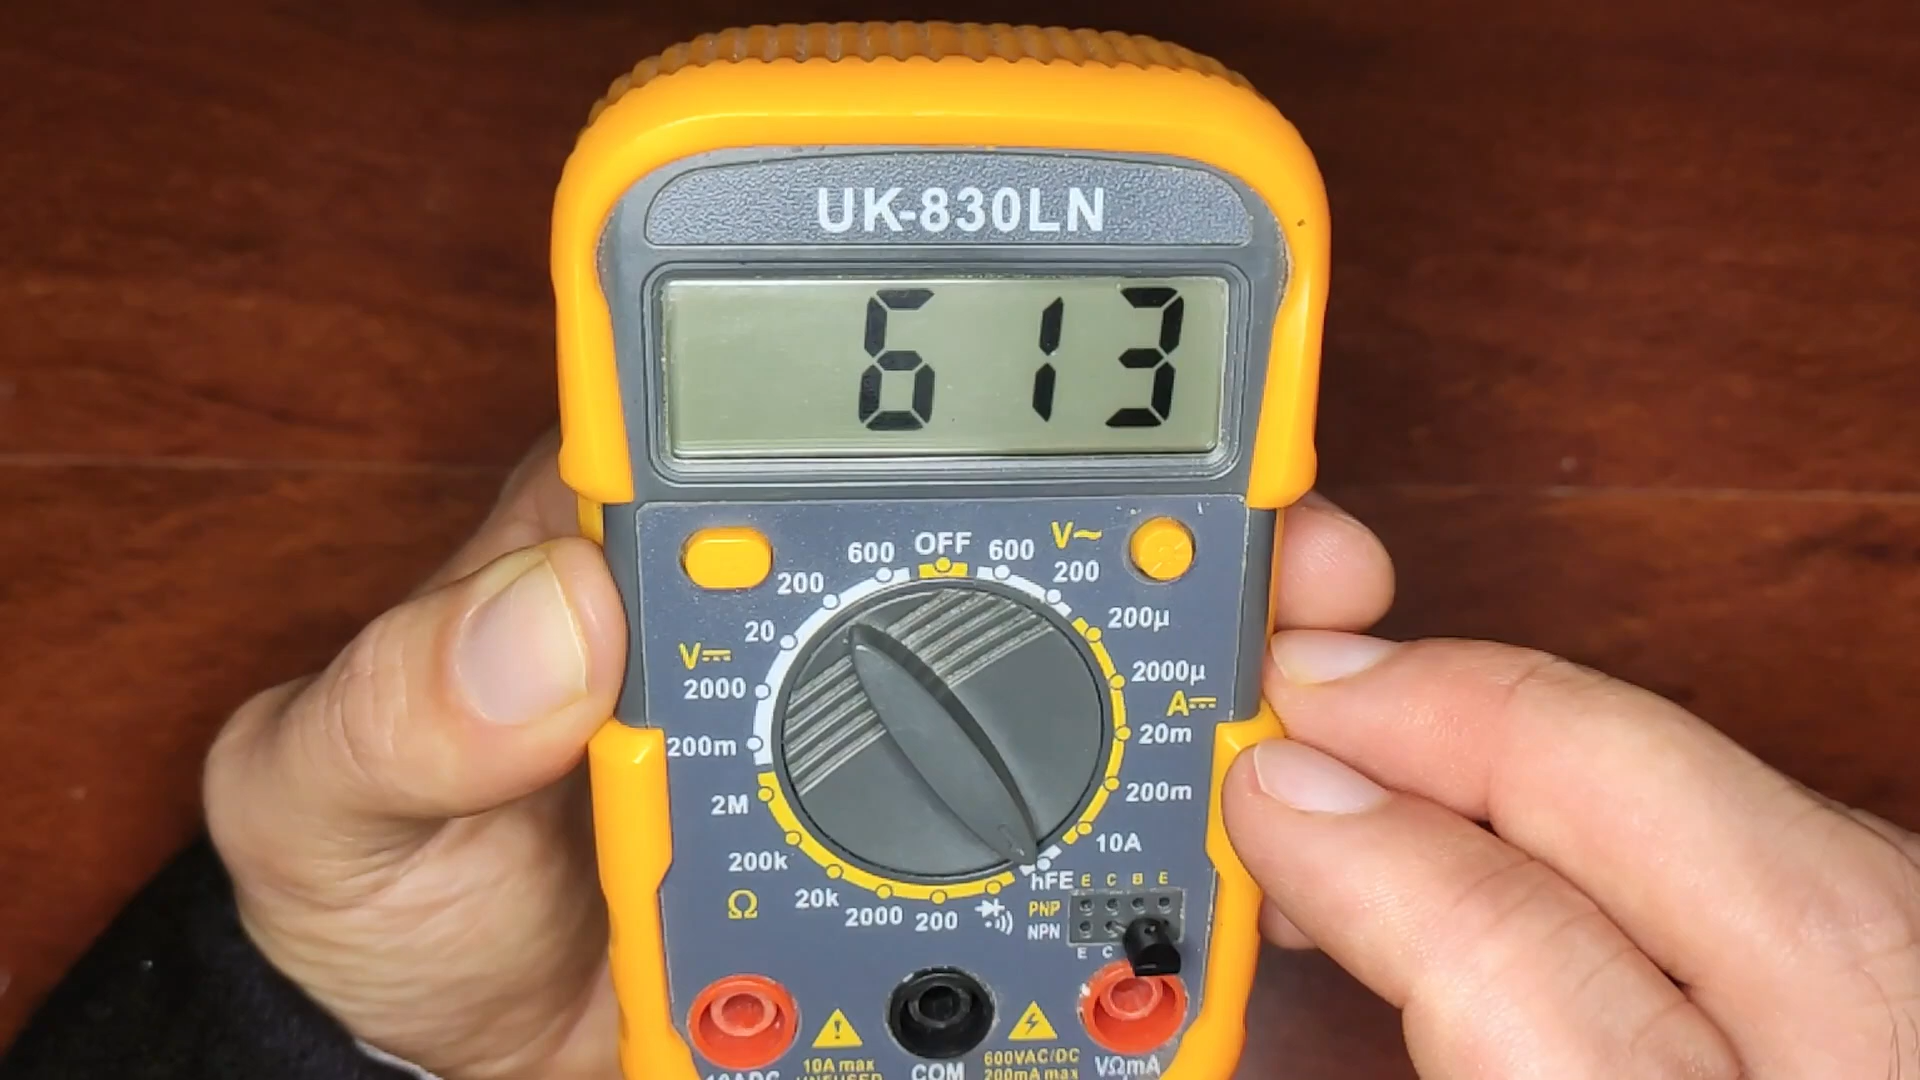 UK-830LN
613
600 OFF 600 V~
200 200
20 200µ
V⎓ 2000µ
2000 A⎓
200m 20m
2M 200m
200k 10A
20k hFE E C B E
Ω 2000 200 PNP
NPN
E C
10A max 600VAC/DC
COM 200mA max VΩmA